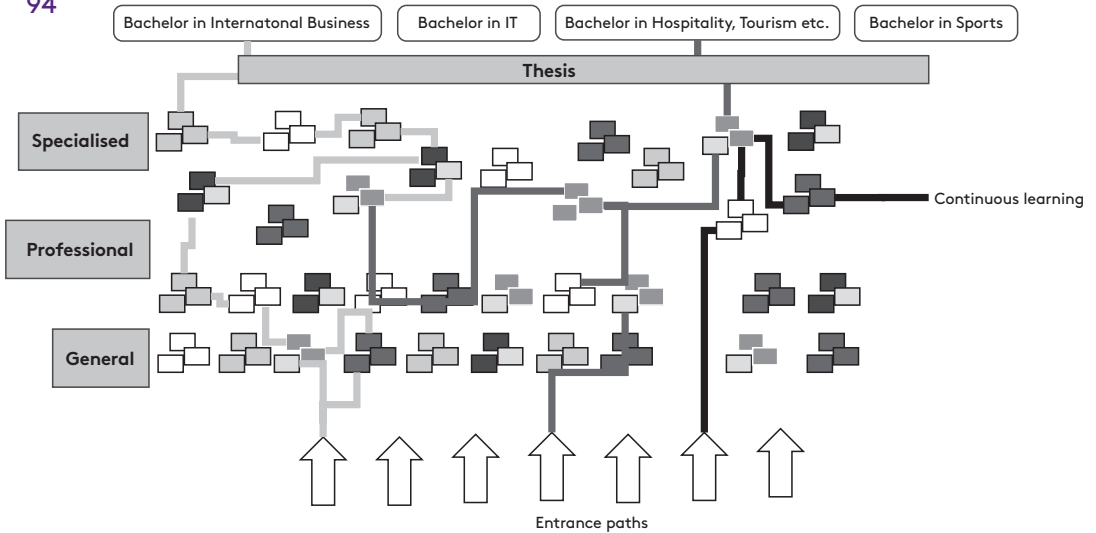 94
Bachelor in Internatonal Business
Bachelor in IT
Bachelor in Hospitality, Tourism etc.
Bachelor in Sports
Thesis
Specialised
Continuous learning
Professional
General
Entrance paths